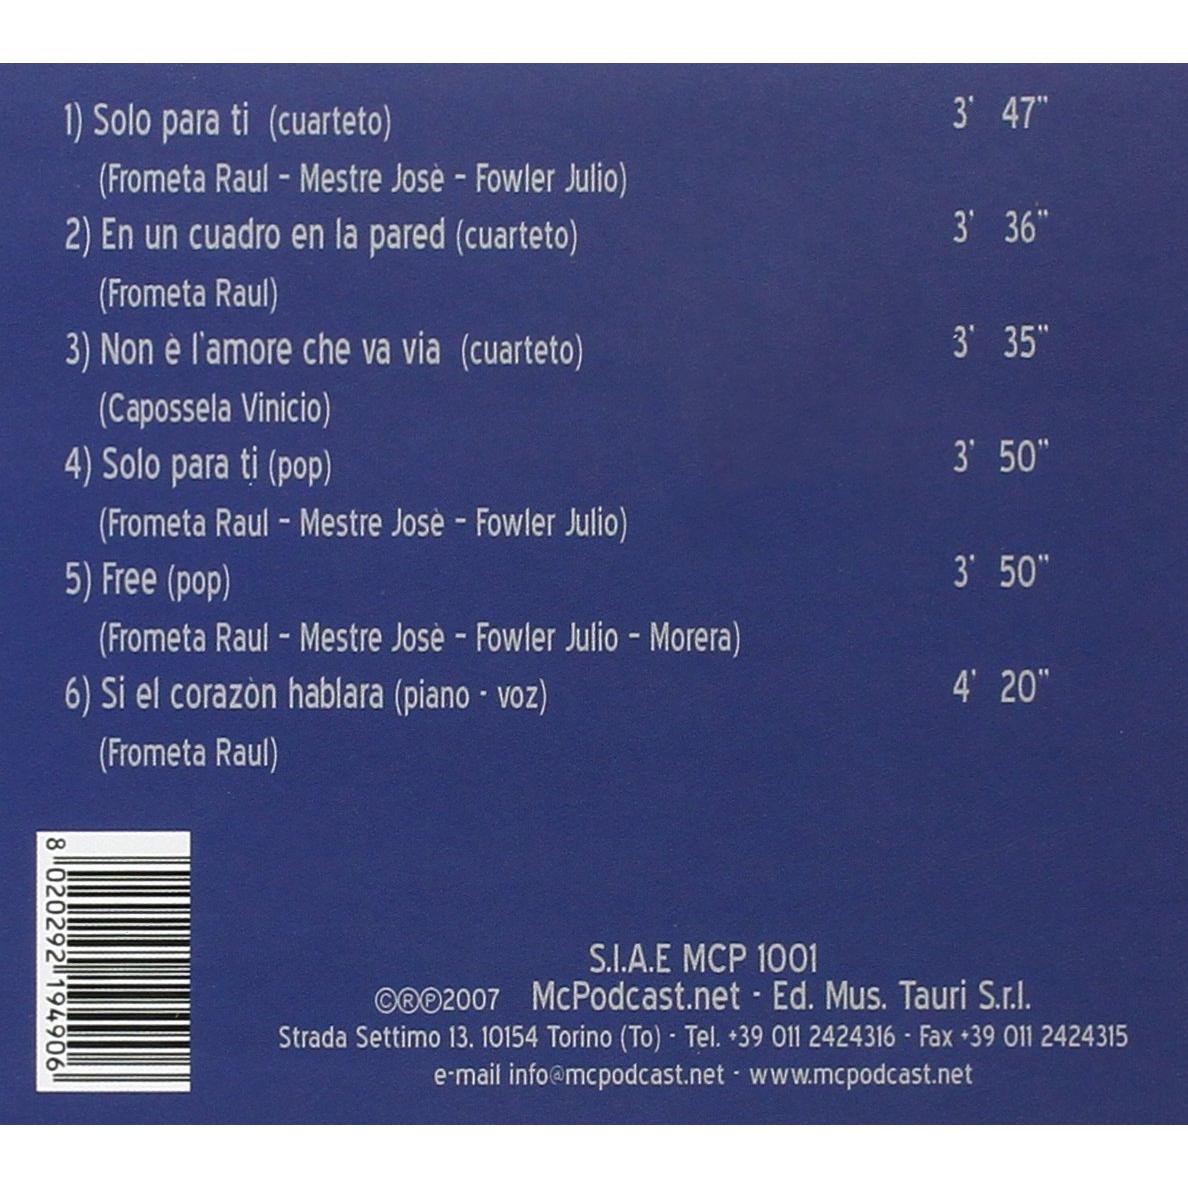 1) Solo para ti (cuarteto) 3' 47"
(Frometa Raul - Mestre Josè - Fowler Julio)
2) En un cuadro en la pared (cuarteto) 3' 36"
(Frometa Raul)
3) Non è l'amore che va via (cuarteto) 3' 35"
(Capossela Vinicio)
4) Solo para ti (pop) 3' 50"
(Frometa Raul - Mestre Josè - Fowler Julio)
5) Free (pop) 3' 50"
(Frometa Raul - Mestre Josè - Fowler Julio - Morera)
6) Si el corazòn hablara (piano - voz) 4' 20"
(Frometa Raul)
8 020292 194906
S.I.A.E MCP 1001
©®℗2007 McPodcast.net - Ed. Mus. Tauri S.r.l.
Strada Settimo 13. 10154 Torino (To) - Tel. +39 011 2424316 - Fax +39 011 2424315
e-mail info@mcpodcast.net - www.mcpodcast.net